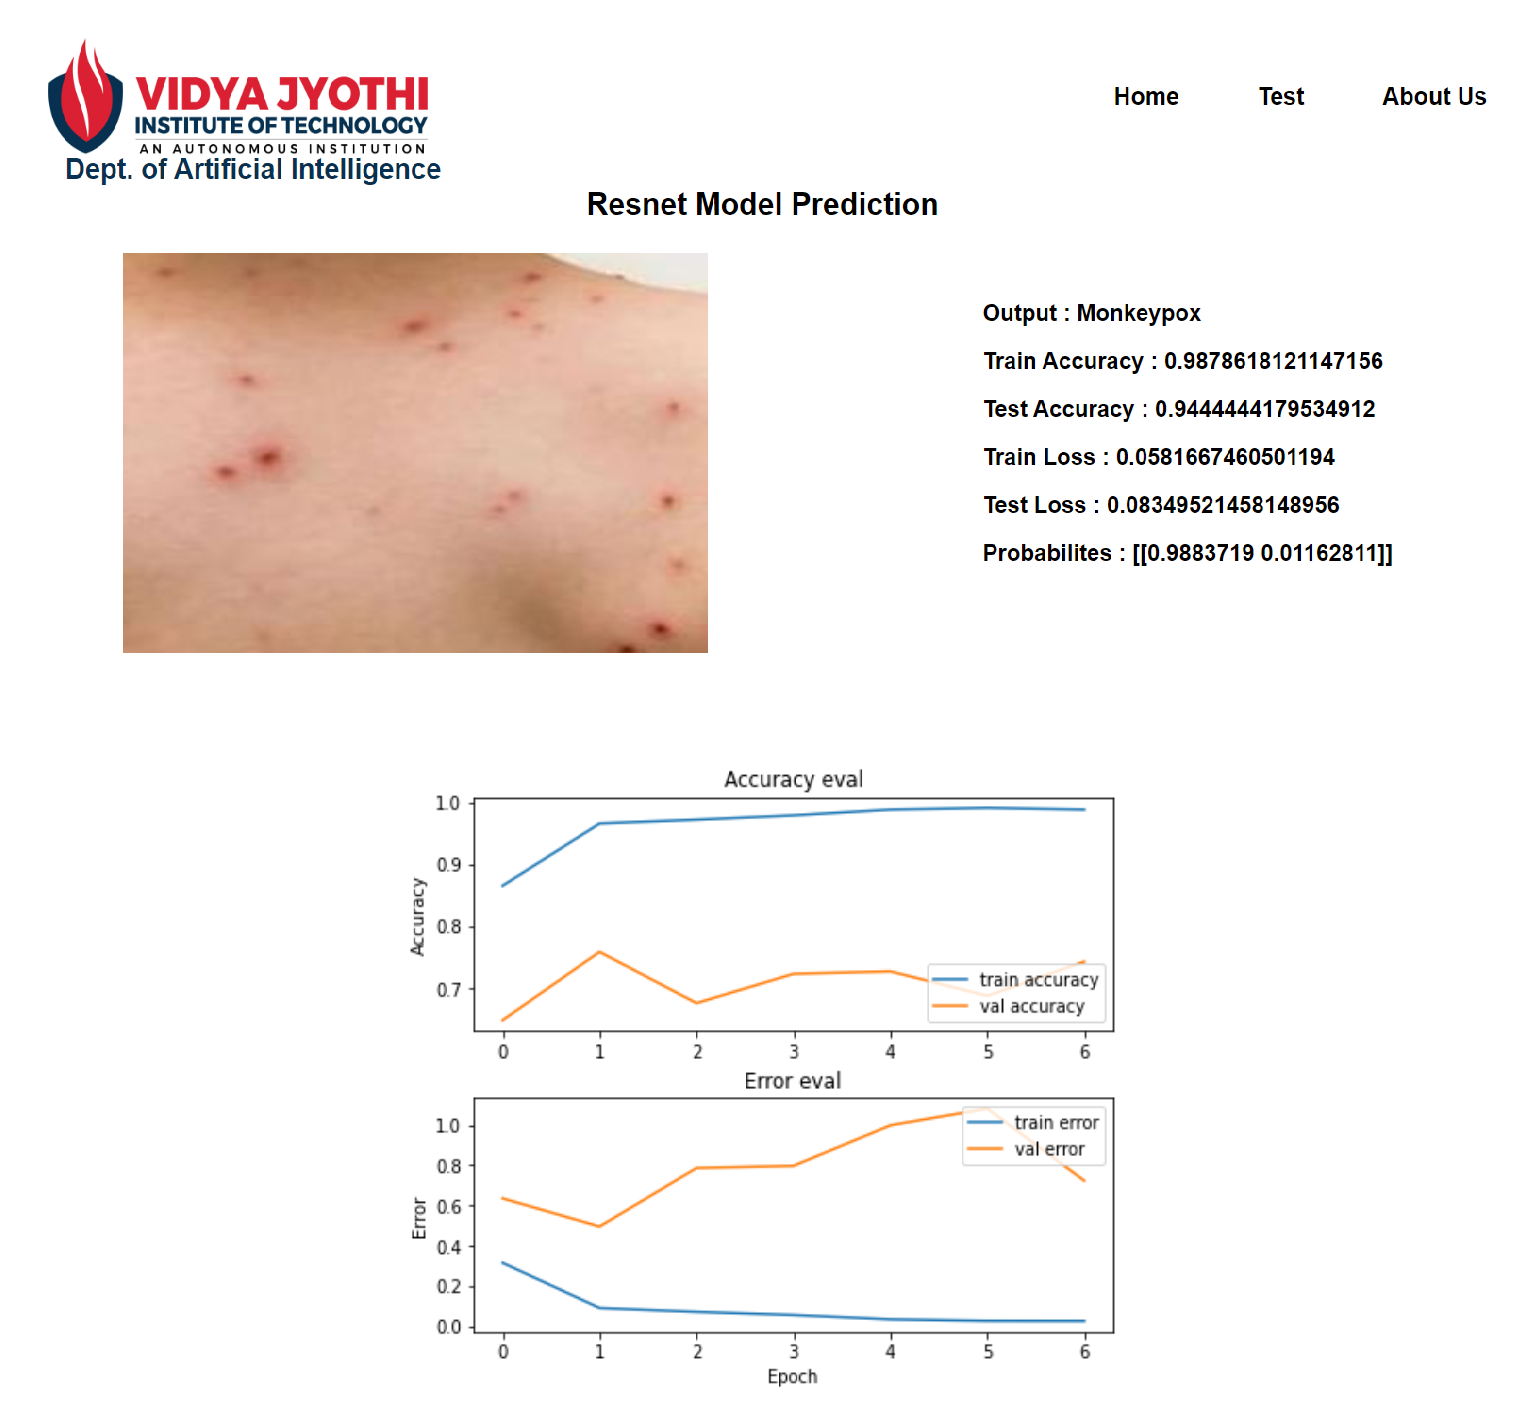 VIDYA JYOTHI
INSTITUTE OF TECHNOLOGY
AN AUTONOMOUS INSTITUTION
Dept. of Artificial Intelligence
Home
Test
About Us
Resnet Model Prediction
Output : Monkeypox
Train Accuracy : 0.9878618121147156
Test Accuracy : 0.9444444179534912
Train Loss : 0.0581667460501194
Test Loss : 0.08349521458148956
Probabilites : [[0.9883719 0.01162811]]
Accuracy eval
1.0
0.9
0.8
0.7
Accuracy
train accuracy
val accuracy
0 1 2 3 4 5 6
Error eval
1.0
0.8
0.6
0.4
0.2
0.0
Error
train error
val error
0 1 2 3 4 5 6
Epoch